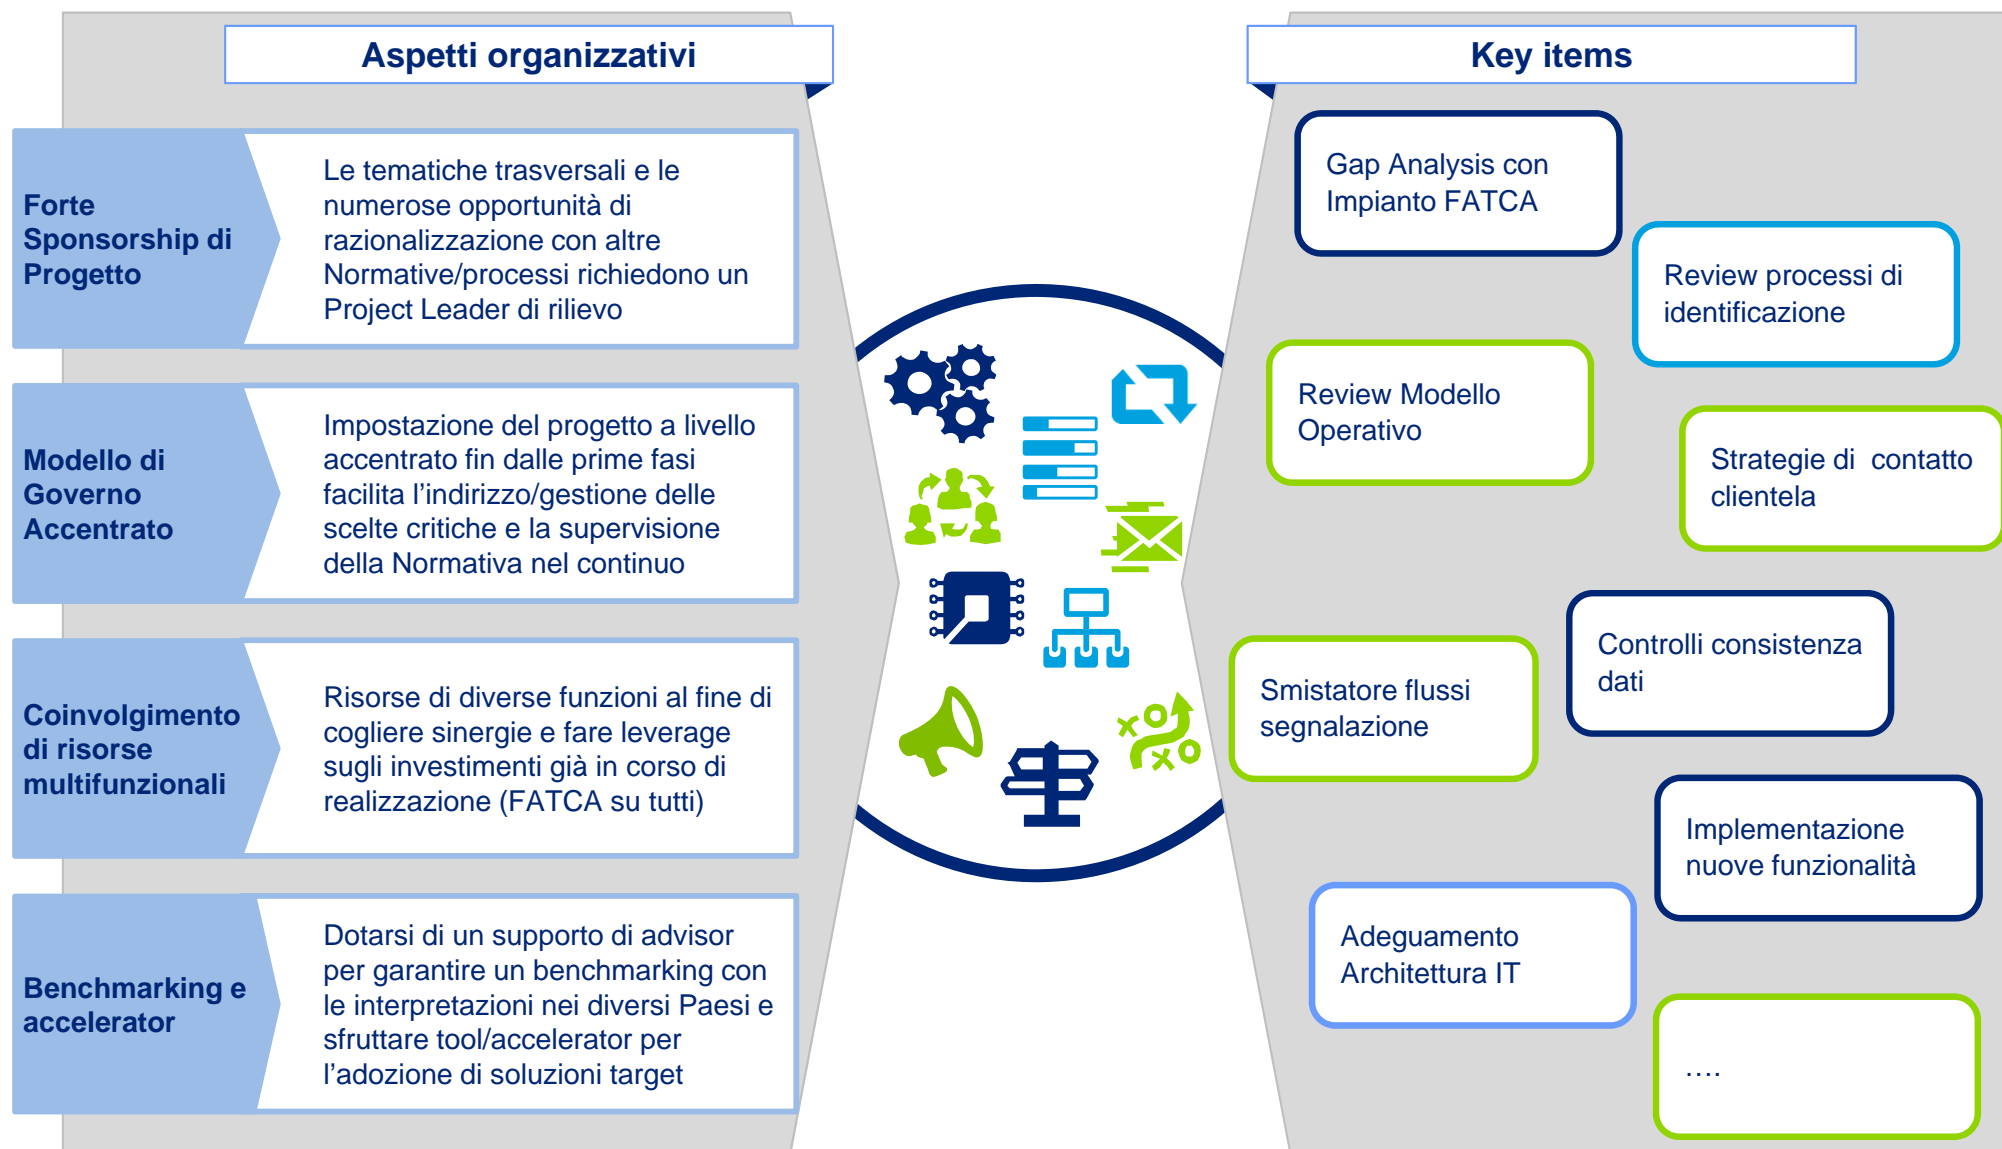 Aspetti organizzativi
Forte
Sponsorship di
Progetto
Le tematiche trasversali e le
numerose opportunità di
razionalizzazione con altre
Normative/processi richiedono un
Project Leader di rilievo
Modello di
Governo
Accentrato
Impostazione del progetto a livello
accentrato fin dalle prime fasi
facilita l’indirizzo/gestione delle
scelte critiche e la supervisione
della Normativa nel continuo
Coinvolgimento
di risorse
multifunzionali
Risorse di diverse funzioni al fine di
cogliere sinergie e fare leverage
sugli investimenti già in corso di
realizzazione (FATCA su tutti)
Benchmarking e
accelerator
Dotarsi di un supporto di advisor
per garantire un benchmarking con
le interpretazioni nei diversi Paesi e
sfruttare tool/accelerator per
l’adozione di soluzioni target
Key items
Gap Analysis con
Impianto FATCA
Review processi di
identificazione
Review Modello
Operativo
Strategie di  contatto
clientela
Controlli consistenza
dati
Smistatore flussi
segnalazione
Implementazione
nuove funzionalità
Adeguamento
Architettura IT
….